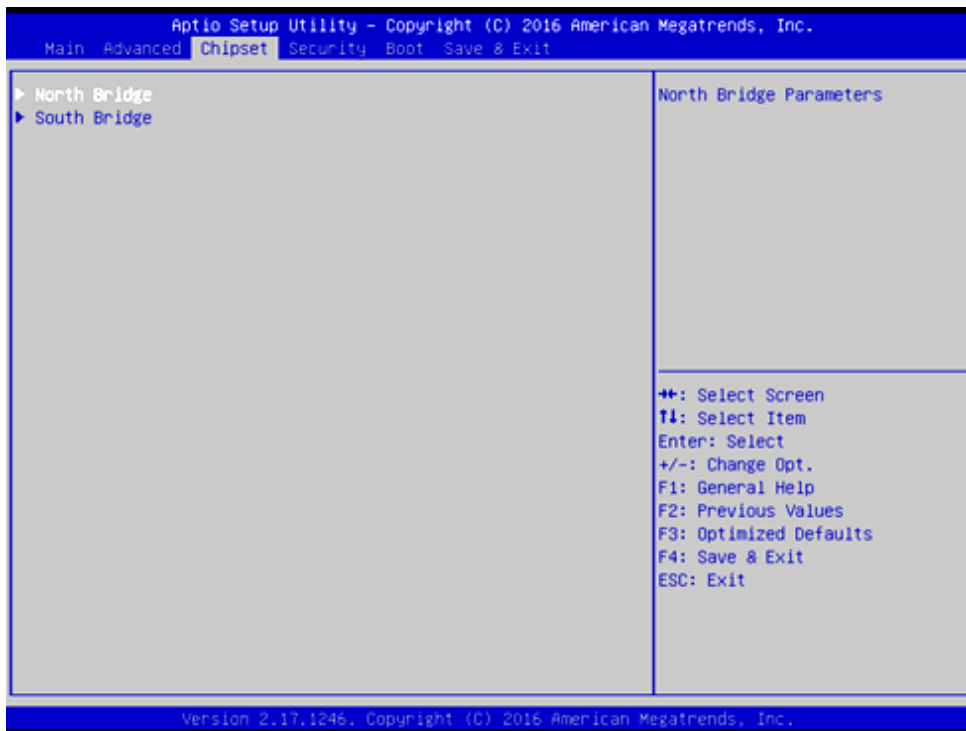 Aptio Setup Utility – Copyright (C) 2016 American Megatrends, Inc.
Main Advanced Chipset Security Boot Save & Exit
► North Bridge
► South Bridge
North Bridge Parameters
→←: Select Screen
↑↓: Select Item
Enter: Select
+/-: Change Opt.
F1: General Help
F2: Previous Values
F3: Optimized Defaults
F4: Save & Exit
ESC: Exit
Version 2.17.1246. Copyright (C) 2016 American Megatrends, Inc.